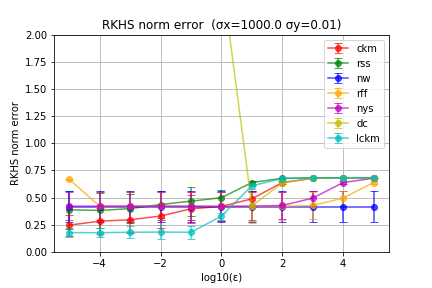 RKHS norm error (σx=1000.0 σy=0.01)
2.00
1.75
1.50
1.25
1.00
0.75
0.50
0.25
0.00
RKHS norm error
ckm
rss
nw
rff
nys
dc
lckm
−4 −2 0 2 4
log10(ε)